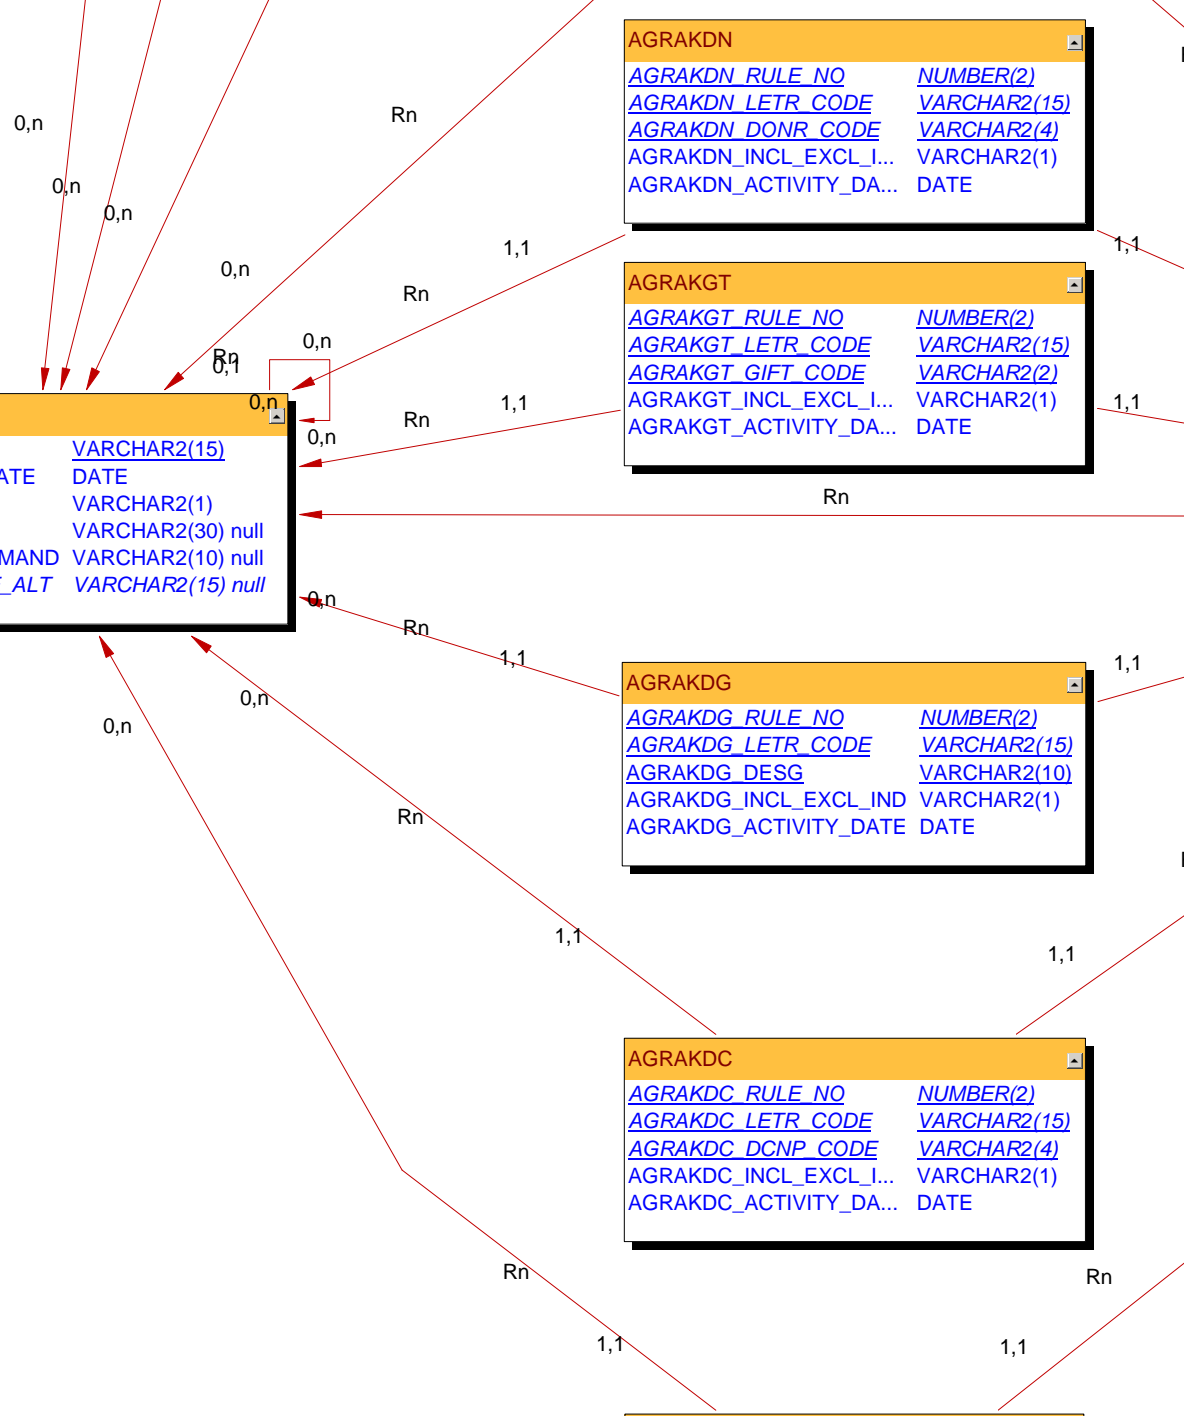 AGRAKDN
AGRAKDN_RULE_NO NUMBER(2)
AGRAKDN_LETR_CODE VARCHAR2(15)
AGRAKDN_DONR_CODE VARCHAR2(4)
AGRAKDN_INCL_EXCL_I... VARCHAR2(1)
AGRAKDN_ACTIVITY_DA... DATE
Rn
0,n
0,n
0,n
1,1
1,1
0,n
Rn
AGRAKGT
AGRAKGT_RULE_NO NUMBER(2)
AGRAKGT_LETR_CODE VARCHAR2(15)
AGRAKGT_GIFT_CODE VARCHAR2(2)
AGRAKGT_INCL_EXCL_I... VARCHAR2(1)
AGRAKGT_ACTIVITY_DA... DATE
0,n
Rn
0,1
0,n
1,1
1,1
Rn
0,n
VARCHAR2(15)
ATE DATE
VARCHAR2(1)
VARCHAR2(30) null
MAND VARCHAR2(10) null
_ALT VARCHAR2(15) null
Rn
0,n
Rn
1,1
1,1
0,n
0,n
AGRAKDG
AGRAKDG_RULE_NO NUMBER(2)
AGRAKDG_LETR_CODE VARCHAR2(15)
AGRAKDG_DESG VARCHAR2(10)
AGRAKDG_INCL_EXCL_IND VARCHAR2(1)
AGRAKDG_ACTIVITY_DATE DATE
Rn
1,1
1,1
AGRAKDC
AGRAKDC_RULE_NO NUMBER(2)
AGRAKDC_LETR_CODE VARCHAR2(15)
AGRAKDC_DCNP_CODE VARCHAR2(4)
AGRAKDC_INCL_EXCL_I... VARCHAR2(1)
AGRAKDC_ACTIVITY_DA... DATE
Rn
Rn
1,1
1,1